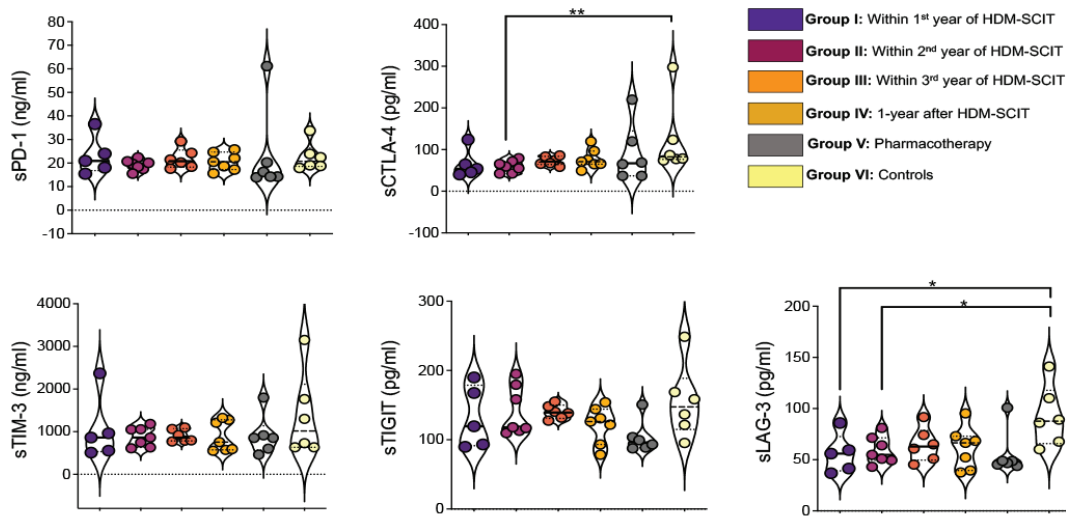 sPD-1 (ng/ml)
60
70
50
40
30
20
10
0
-10
sCTLA-4 (pg/ml)
400
300
200
100
0
-100
**
Group I: Within 1st year of HDM-SCIT
Group II: Within 2nd year of HDM-SCIT
Group III: Within 3rd year of HDM-SCIT
Group IV: 1-year after HDM-SCIT
Group V: Pharmacotherapy
Group VI: Controls
sTIM-3 (ng/ml)
4000
3000
2000
1000
0
sTIGIT (pg/ml)
300
200
100
0
sLAG-3 (pg/ml)
200
150
100
50
0
*
*